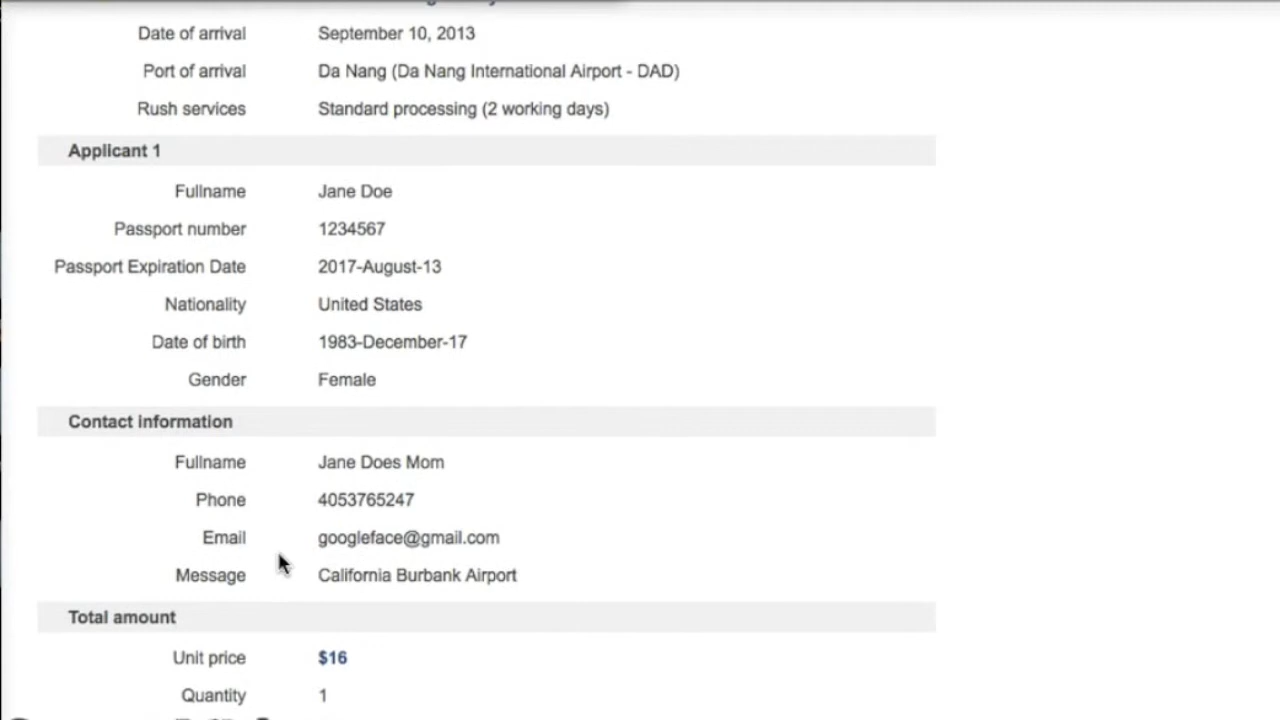 Date of arrival September 10, 2013
Port of arrival Da Nang (Da Nang International Airport - DAD)
Rush services Standard processing (2 working days)
Applicant 1
Fullname Jane Doe
Passport number 1234567
Passport Expiration Date 2017-August-13
Nationality United States
Date of birth 1983-December-17
Gender Female
Contact information
Fullname Jane Does Mom
Phone 4053765247
Email googleface@gmail.com
Message California Burbank Airport
Total amount
Unit price $16
Quantity 1